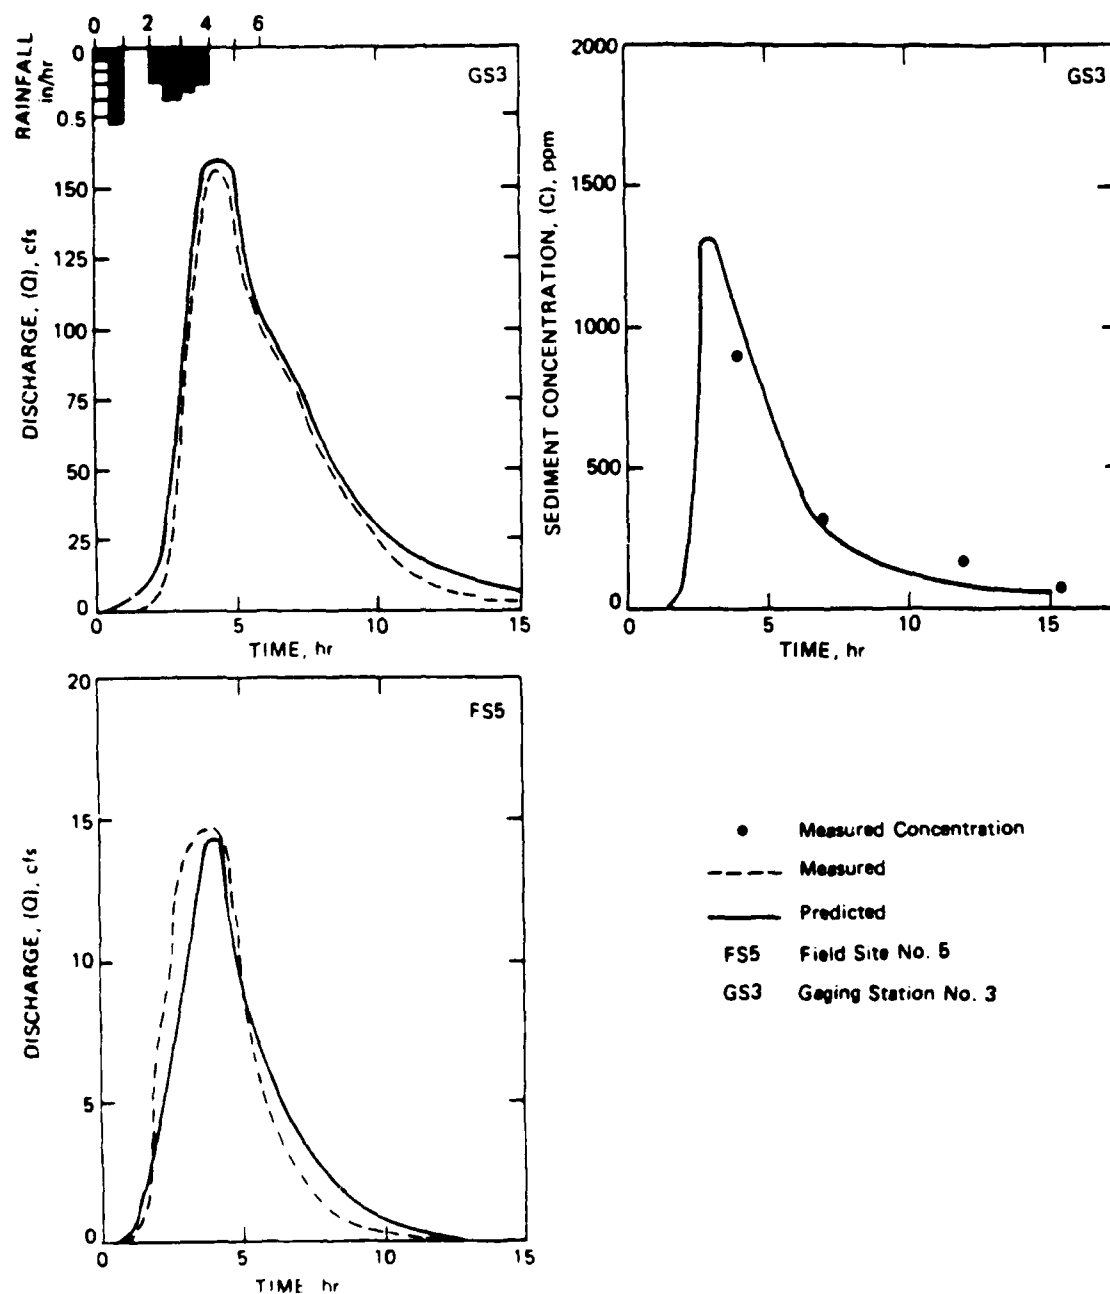 0 2 4 6
RAINFALL
in/hr
0
0.5
GS3
150
125
100
75
50
25
0
DISCHARGE, (Q), cfs
0 5 10 15
TIME, hr
GS3
2000
1500
1000
500
0
SEDIMENT CONCENTRATION, (C), ppm
0 5 10 15
TIME, hr
FS5
20
15
10
5
0
DISCHARGE, (Q), cfs
0 5 10 15
TIME hr
Measured Concentration
Measured
Predicted
FS5 Field Site No. 5
GS3 Gaging Station No. 3